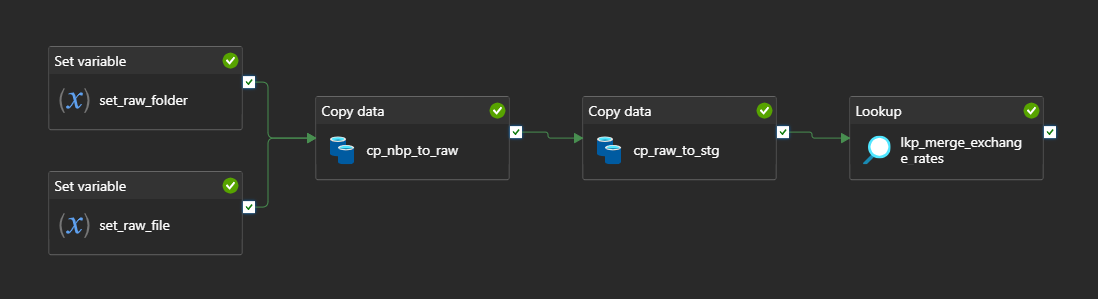 Set variable
(x) set_raw_folder
Set variable
(x) set_raw_file
Copy data
cp_nbp_to_raw
Copy data
cp_raw_to_stg
Lookup
lkp_merge_exchang
e_rates